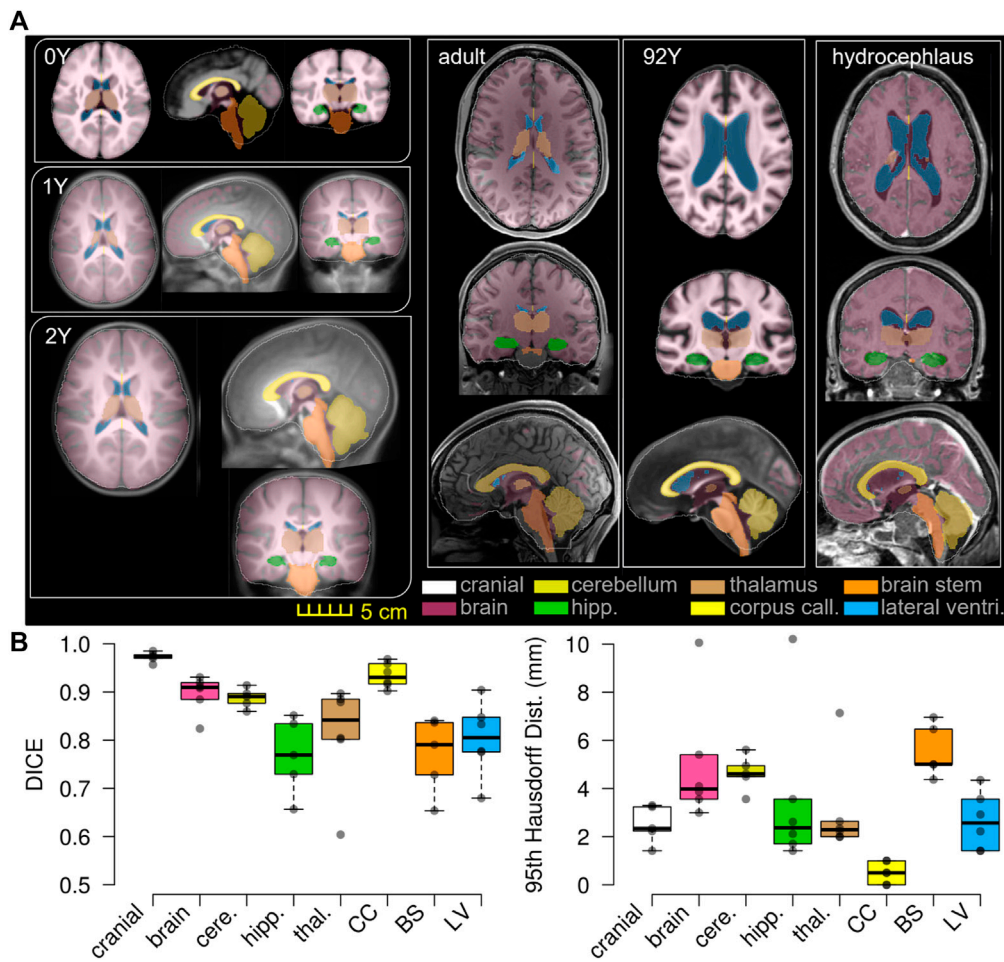 A
0Y
adult
92Y
hydrocephlaus
1Y
2Y
cranial cerebellum thalamus brain stem
brain hipp. corpus call. lateral ventri.
5 cm
B
DICE
1.0
0.9
0.8
0.7
0.6
0.5
cranial
brain
cere.
hipp.
thal.
CC
BS
LV
95th Hausdorff Dist. (mm)
10
8
6
4
2
0
cranial
brain
cere.
hipp.
thal.
CC
BS
LV